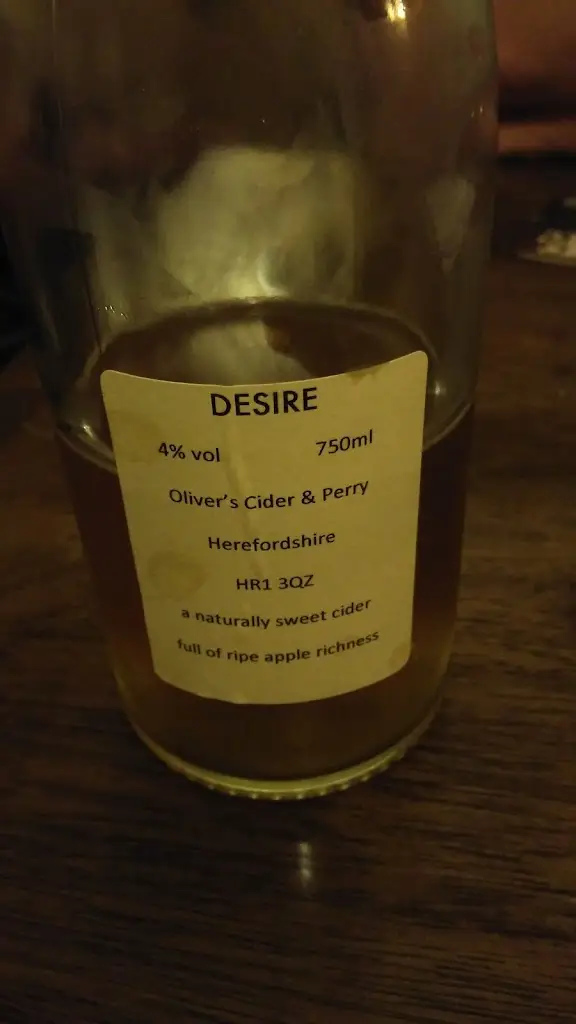 DESIRE
4% vol 750ml
Oliver's Cider & Perry
Herefordshire
HR1 3QZ
a naturally sweet cider
full of ripe apple richness